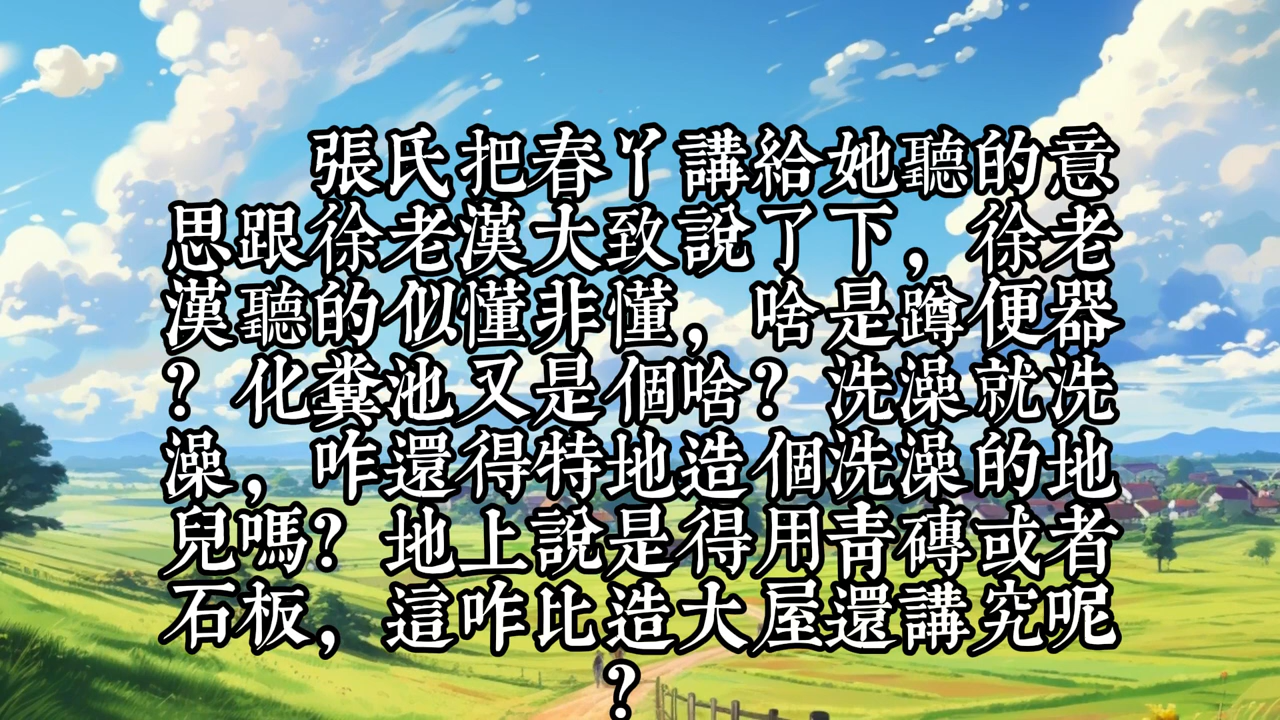 張氏把春丫講給她聽的意
思跟徐老漢大致說了下，徐老
漢聽的似懂非懂，啥是蹲便器
？化糞池又是個啥？洗澡就洗
澡，咋還得特地造個洗澡的地
兒嗎？地上說是得用青磚或者
石板，這咋比造大屋還講究呢
？